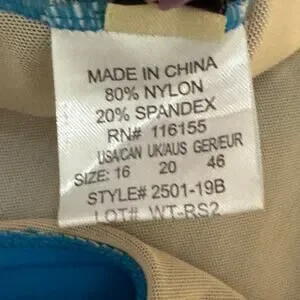 MADE IN CHINA
80% NYLON
20% SPANDEX
RN# 116155
USA/CAN UK/AUS GER/EUR
SIZE: 16 20 46
STYLE# 2501-19B
LOT# WT-RS2